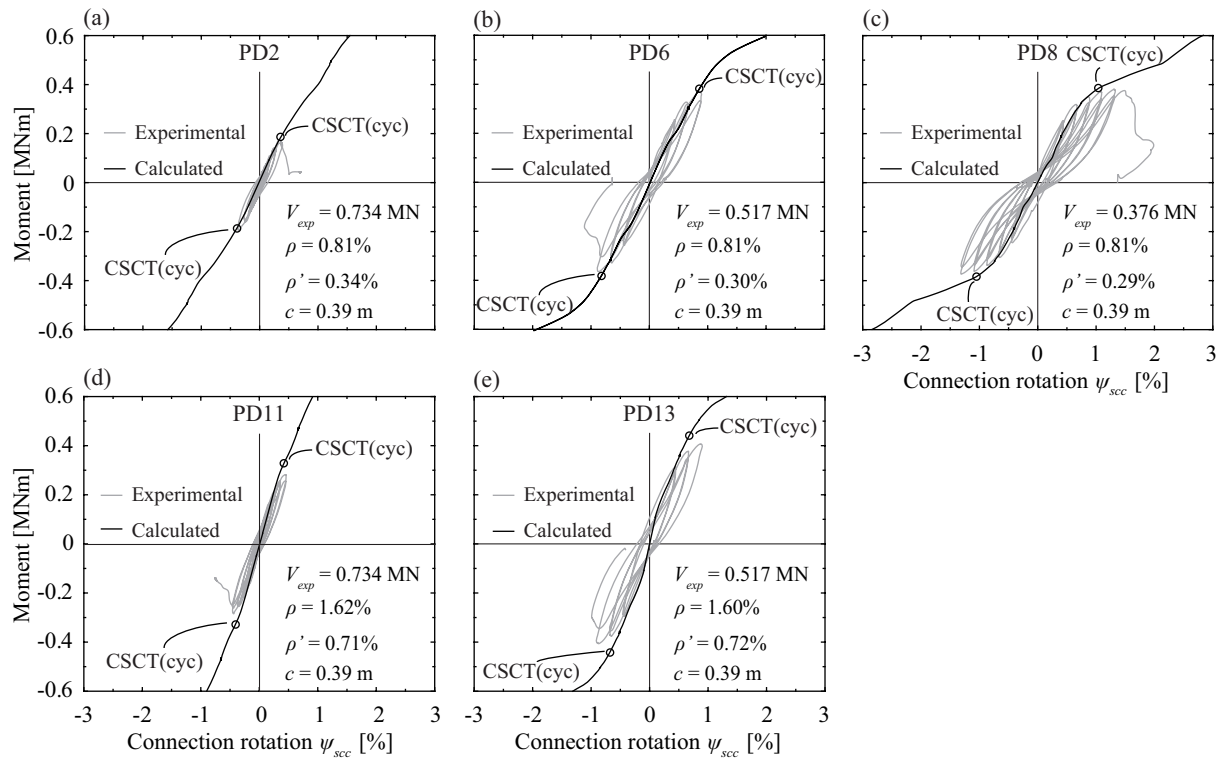 (a)
PD2
0.6
0.4
0.2
0
-0.2
-0.4
-0.6
Moment [MNm]
CSCT(cyc)
Experimental
Calculated
CSCT(cyc)
V_exp = 0.734 MN
ρ = 0.81%
ρ' = 0.34%
c = 0.39 m
(b)
PD6
CSCT(cyc)
Experimental
Calculated
CSCT(cyc)
V_exp = 0.517 MN
ρ = 0.81%
ρ' = 0.30%
c = 0.39 m
(c)
PD8
CSCT(cyc)
Experimental
Calculated
CSCT(cyc)
V_exp = 0.376 MN
ρ = 0.81%
ρ' = 0.29%
c = 0.39 m
-3 -2 -1 0 1 2 3
Connection rotation ψ_scc [%]
(d)
PD11
0.6
0.4
0.2
0
-0.2
-0.4
-0.6
Moment [MNm]
CSCT(cyc)
Experimental
Calculated
CSCT(cyc)
V_exp = 0.734 MN
ρ = 1.62%
ρ' = 0.71%
c = 0.39 m
-3 -2 -1 0 1 2 3
Connection rotation ψ_scc [%]
(e)
PD13
CSCT(cyc)
Experimental
Calculated
CSCT(cyc)
V_exp = 0.517 MN
ρ = 1.60%
ρ' = 0.72%
c = 0.39 m
-3 -2 -1 0 1 2 3
Connection rotation ψ_scc [%]